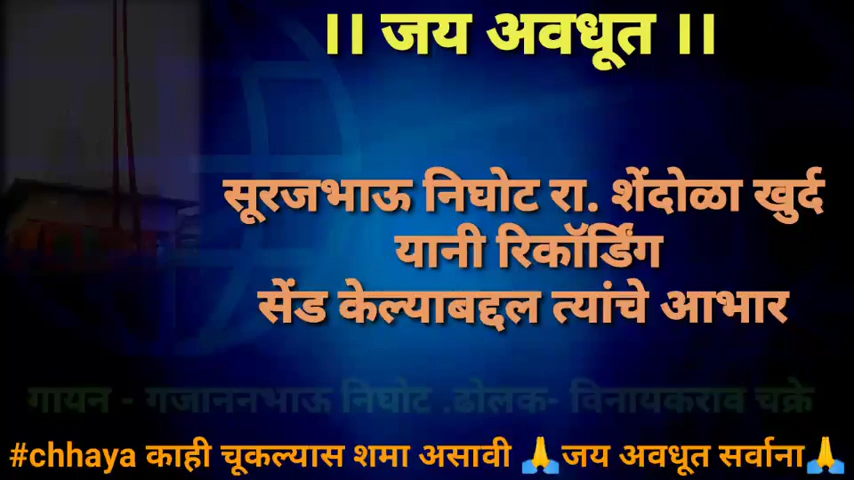 ।। जय अवधूत ।।
सूरजभाऊ निघोट रा. शेंदोळा खुर्द
यानी रिकॉर्डिंग
सेंड केल्याबद्दल त्यांचे आभार
गायन - गजाननभाऊ निघोट .ढोलक- विनायकराव चक्रे
#chhaya काही चूकल्यास शमा असावी 🙏जय अवधूत सर्वाना🙏